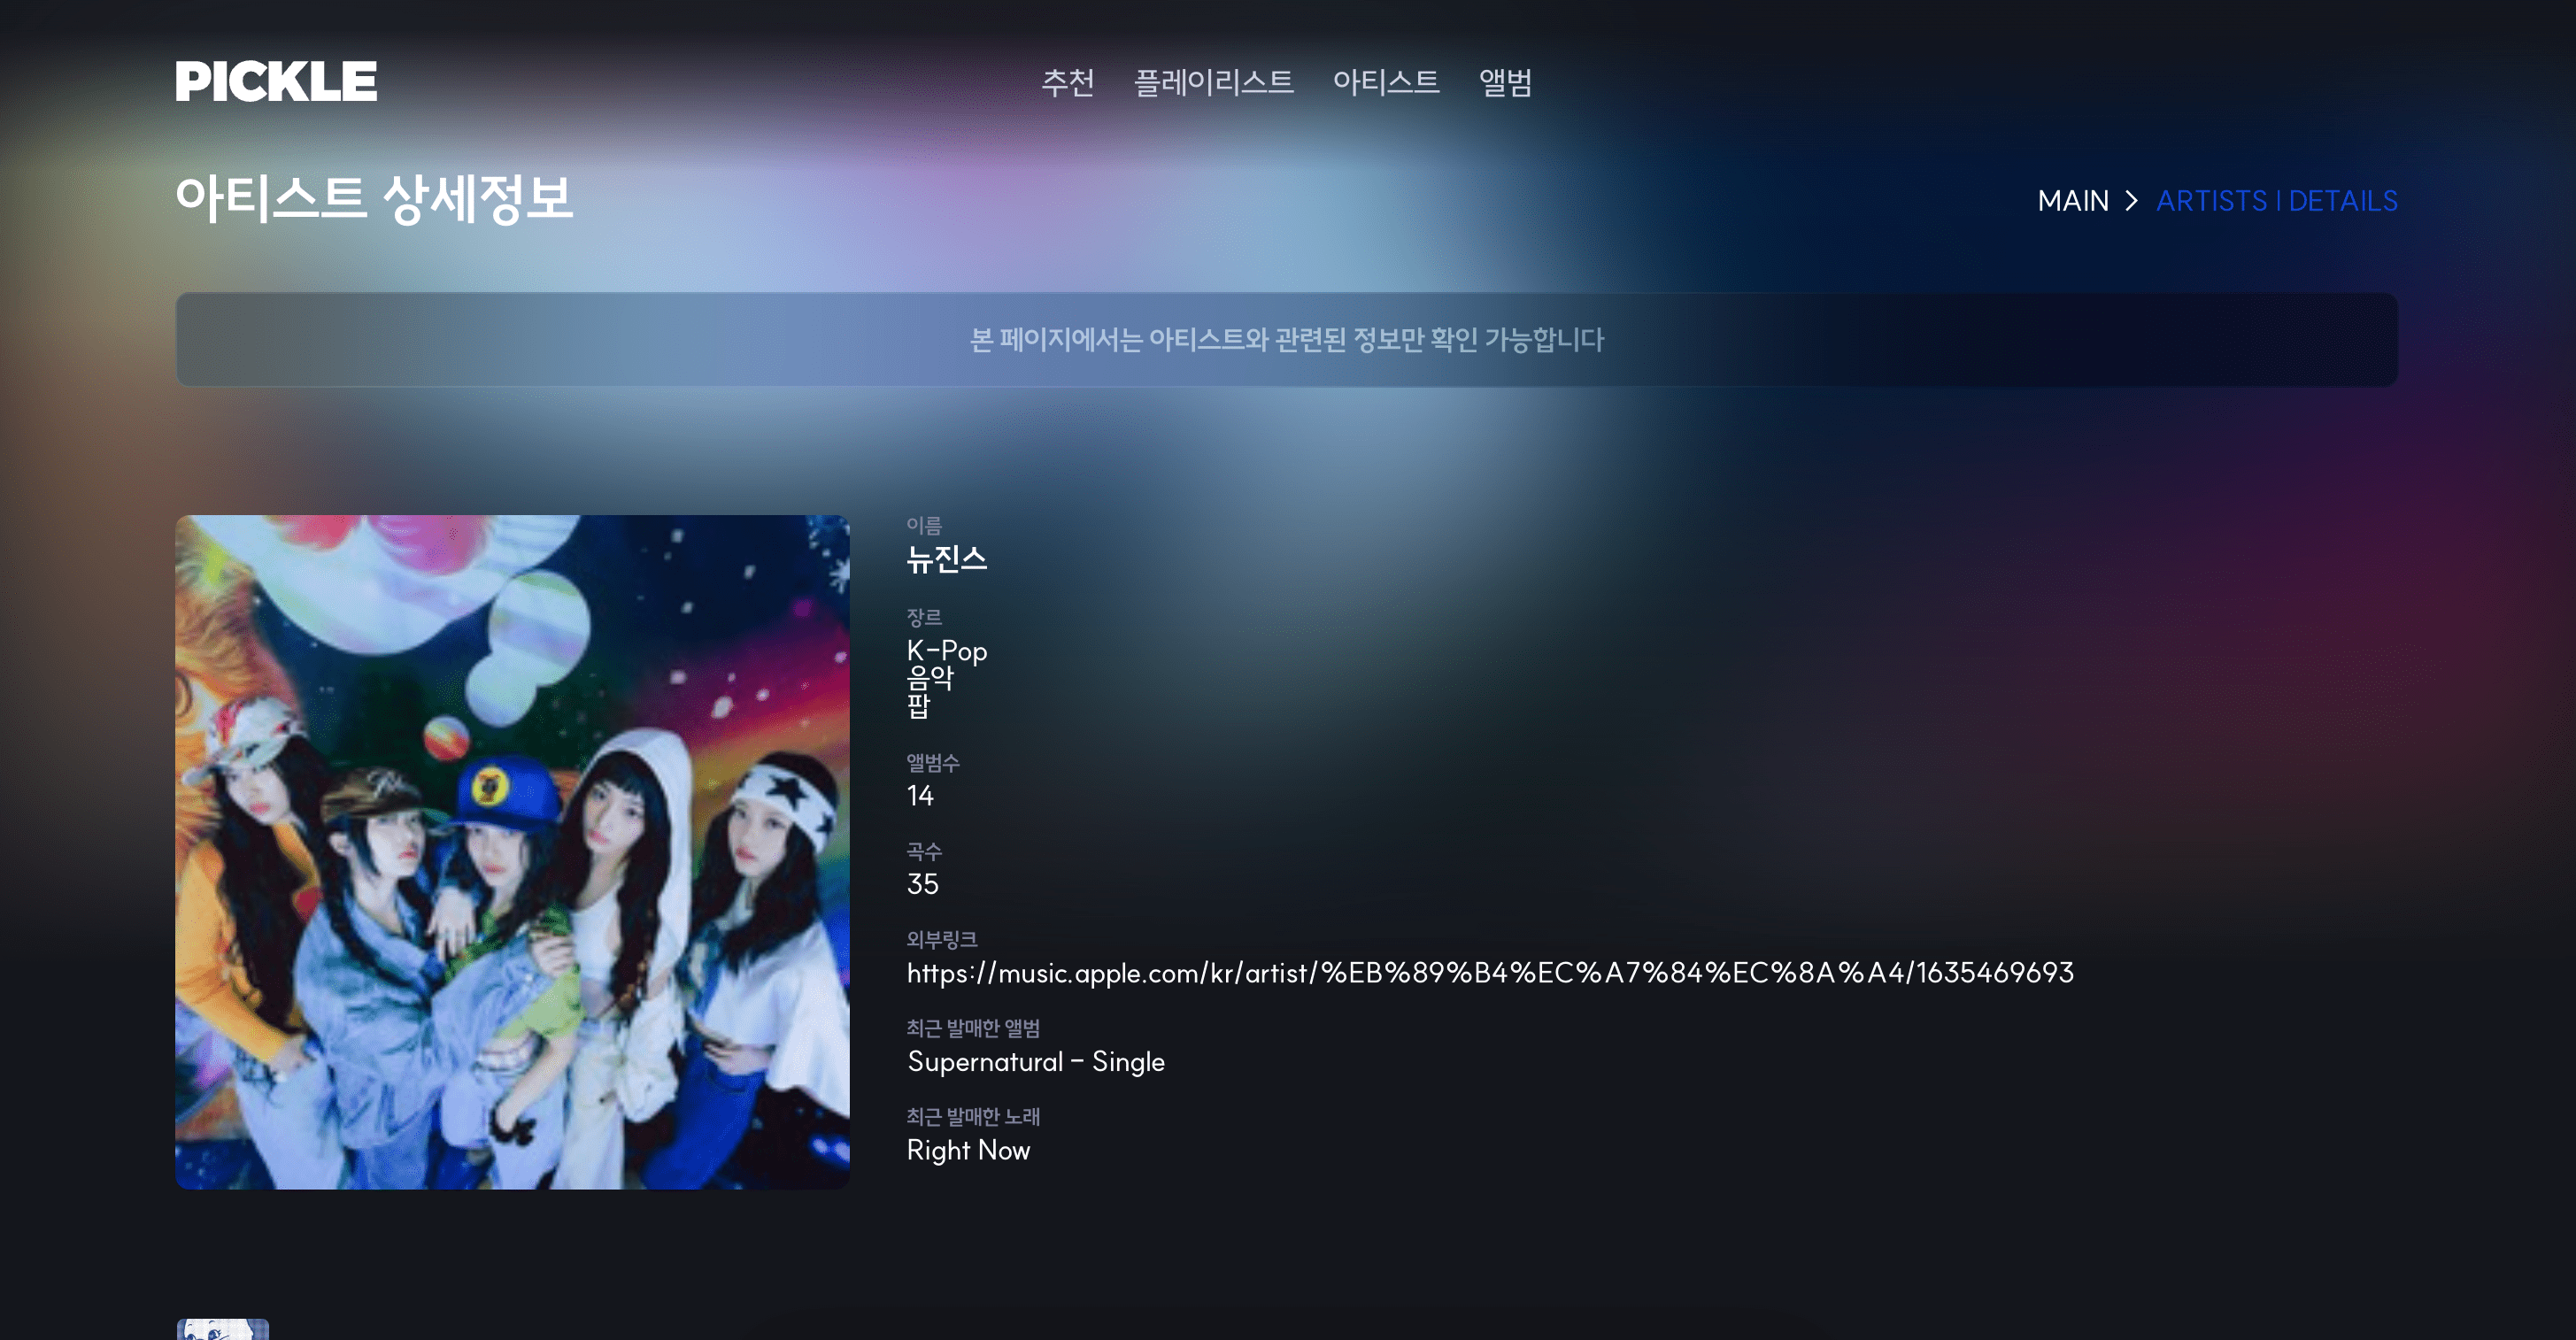 PICKLE
추천 플레이리스트 아티스트 앨범
아티스트 상세정보
MAIN > ARTISTS | DETAILS
본 페이지에서는 아티스트와 관련된 정보만 확인 가능합니다
이름
뉴진스
장르
K-Pop
음악
팝
앨범수
14
곡수
35
외부링크
https://music.apple.com/kr/artist/%EB%89%B4%EC%A7%84%EC%8A%A4/1635469693
최근 발매한 앨범
Supernatural - Single
최근 발매한 노래
Right Now